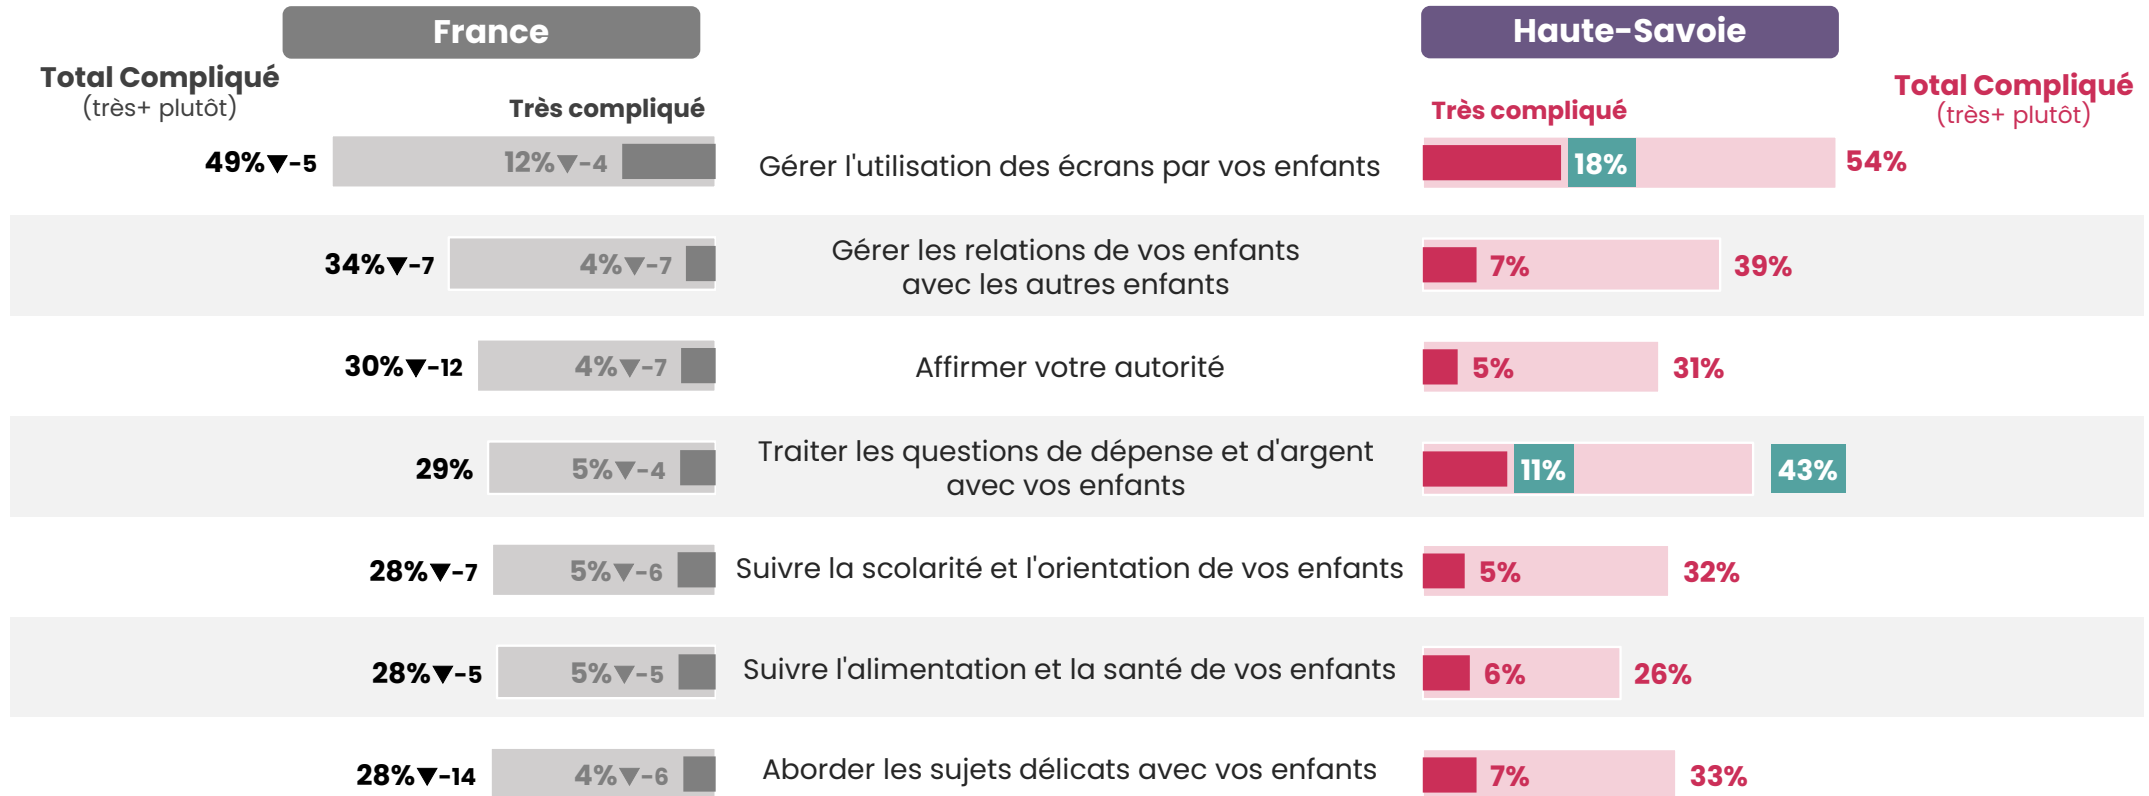 France
Haute-Savoie
Total Compliqué
(très+ plutôt)
Très compliqué
Très compliqué
Total Compliqué
(très+ plutôt)
49%▼-5
12%▼-4
Gérer l'utilisation des écrans par vos enfants
18%
54%
34%▼-7
4%▼-7
Gérer les relations de vos enfants
avec les autres enfants
7%
39%
30%▼-12
4%▼-7
Affirmer votre autorité
5%
31%
29%
5%▼-4
Traiter les questions de dépense et d'argent
avec vos enfants
11%
43%
28%▼-7
5%▼-6
Suivre la scolarité et l'orientation de vos enfants
5%
32%
28%▼-5
5%▼-5
Suivre l'alimentation et la santé de vos enfants
6%
26%
28%▼-14
4%▼-6
Aborder les sujets délicats avec vos enfants
7%
33%